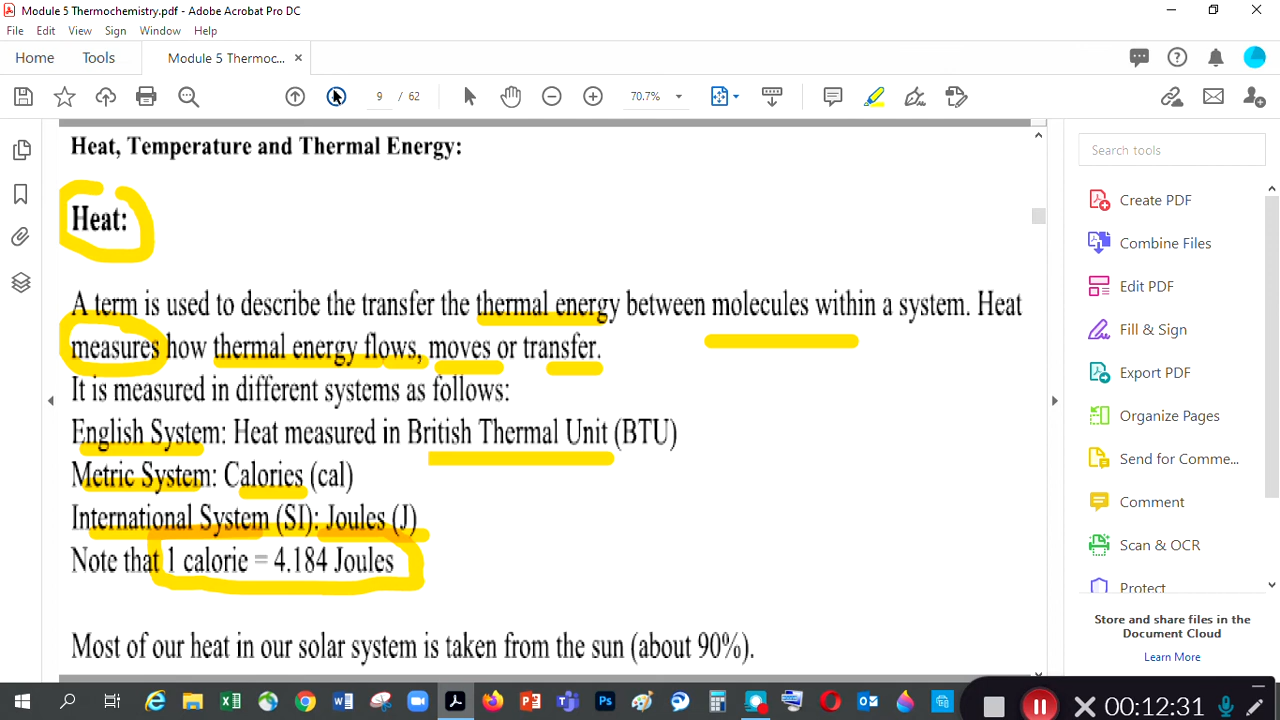 Module 5 Thermochemistry.pdf - Adobe Acrobat Pro DC
File Edit View Sign Window Help
Home Tools Module 5 Thermoc... ×
9 / 62 70.7%
Heat, Temperature and Thermal Energy:
Heat:
A term is used to describe the transfer the thermal energy between molecules within a system. Heat
measures how thermal energy flows, moves or transfer.
It is measured in different systems as follows:
English System: Heat measured in British Thermal Unit (BTU)
Metric System: Calories (cal)
International System (SI): Joules (J)
Note that 1 calorie = 4.184 Joules
Most of our heat in our solar system is taken from the sun (about 90%).
Search tools
Create PDF
Combine Files
Edit PDF
Fill & Sign
Export PDF
Organize Pages
Send for Comme...
Comment
Scan & OCR
Protect
Store and share files in the
Document Cloud
Learn More
00:12:31